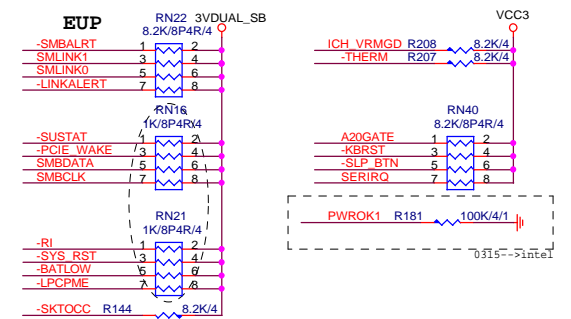 EUP
RN22 3VDUAL_SB
8.2K/8P4R/4
-SMBALRT 1 2
SMLINK1 3 4
SMLINK0 5 6
-LINKALERT 7 8
RN16
1K/8P4R/4
-SUSTAT 1 2
-PCIE_WAKE 3 4
SMBDATA 5 6
SMBCLK 7 8
RN21
1K/8P4R/4
-RI 1 2
-SYS_RST 3 4
-BATLOW 5 6
-LPCPME 7 8
-SKTOCC R144 8.2K/4
VCC3
ICH_VRMGD R208 8.2K/4
-THERM R207 8.2K/4
RN40
8.2K/8P4R/4
A20GATE 1 2
-KBRST 3 4
-SLP_BTN 5 6
SERIRQ 7 8
PWROK1 R181 100K/4/1
0315-->intel